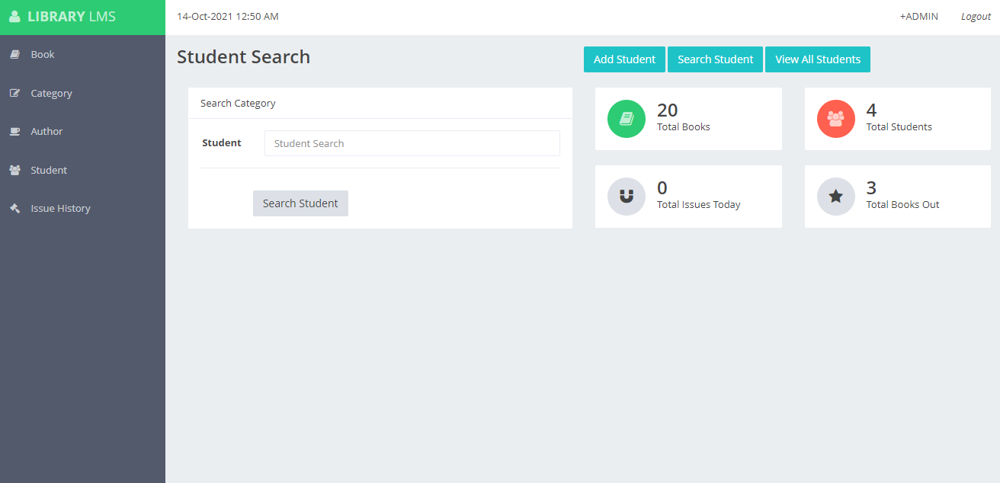 LIBRARY LMS
14-Oct-2021 12:50 AM
+ADMIN
Logout
Book
Category
Author
Student
Issue History
Student Search
Add Student
Search Student
View All Students
Search Category
Student
Student Search
Search Student
20
Total Books
4
Total Students
0
Total Issues Today
3
Total Books Out